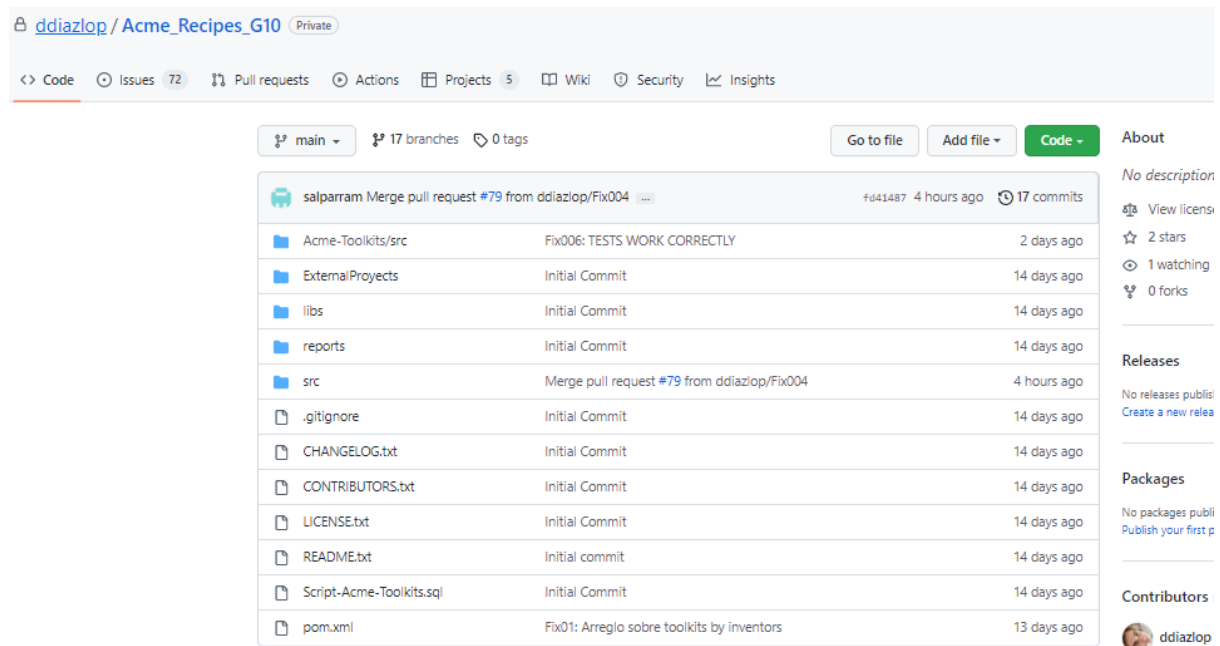 ddiazlop / Acme_Recipes_G10 Private
Code Issues 72 Pull requests Actions Projects 5 Wiki Security Insights
main 17 branches 0 tags Go to file Add file Code
salparram Merge pull request #79 from ddiazlop/Fix004 ... fd41487 4 hours ago 17 commits
Acme-Toolkits/src Fix006: TESTS WORK CORRECTLY 2 days ago
ExternalProyects Initial Commit 14 days ago
libs Initial Commit 14 days ago
reports Initial Commit 14 days ago
src Merge pull request #79 from ddiazlop/Fix004 4 hours ago
.gitignore Initial Commit 14 days ago
CHANGELOG.txt Initial Commit 14 days ago
CONTRIBUTORS.txt Initial Commit 14 days ago
LICENSE.txt Initial Commit 14 days ago
README.txt Initial commit 14 days ago
Script-Acme-Toolkits.sql Initial Commit 14 days ago
pom.xml Fix01: Arreglo sobre toolkits by inventors 13 days ago
About
No description
View license
2 stars
1 watching
0 forks
Releases
No releases publis
Create a new relea
Packages
No packages publi
Publish your first p
Contributors
ddiazlop